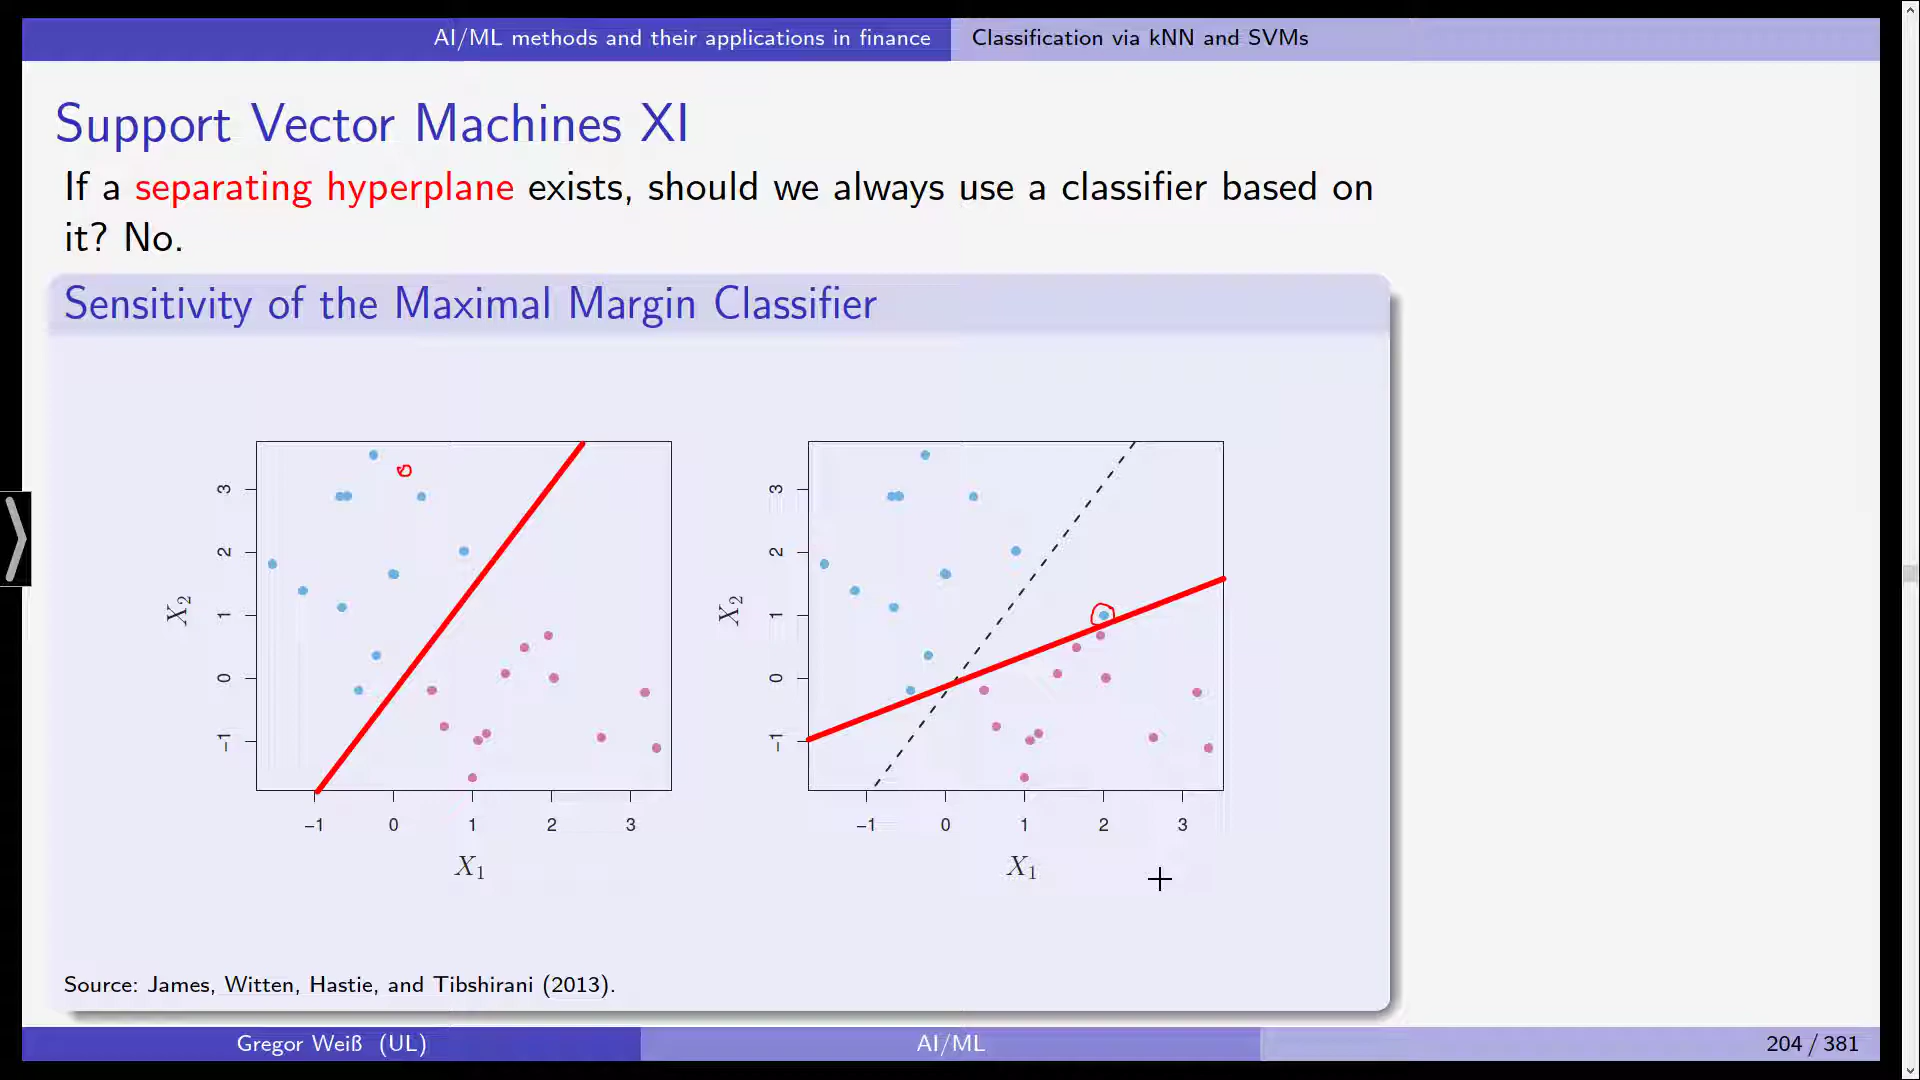 AI/ML methods and their applications in finance Classification via kNN and SVMs
Support Vector Machines XI
If a separating hyperplane exists, should we always use a classifier based on
it? No.
Sensitivity of the Maximal Margin Classifier
3 2 1 0 −1
X2
−1 0 1 2 3
X1
3 2 1 0 −1
X2
−1 0 1 2 3
X1
Source: James, Witten, Hastie, and Tibshirani (2013).
Gregor Weiß (UL) AI/ML 204 / 381